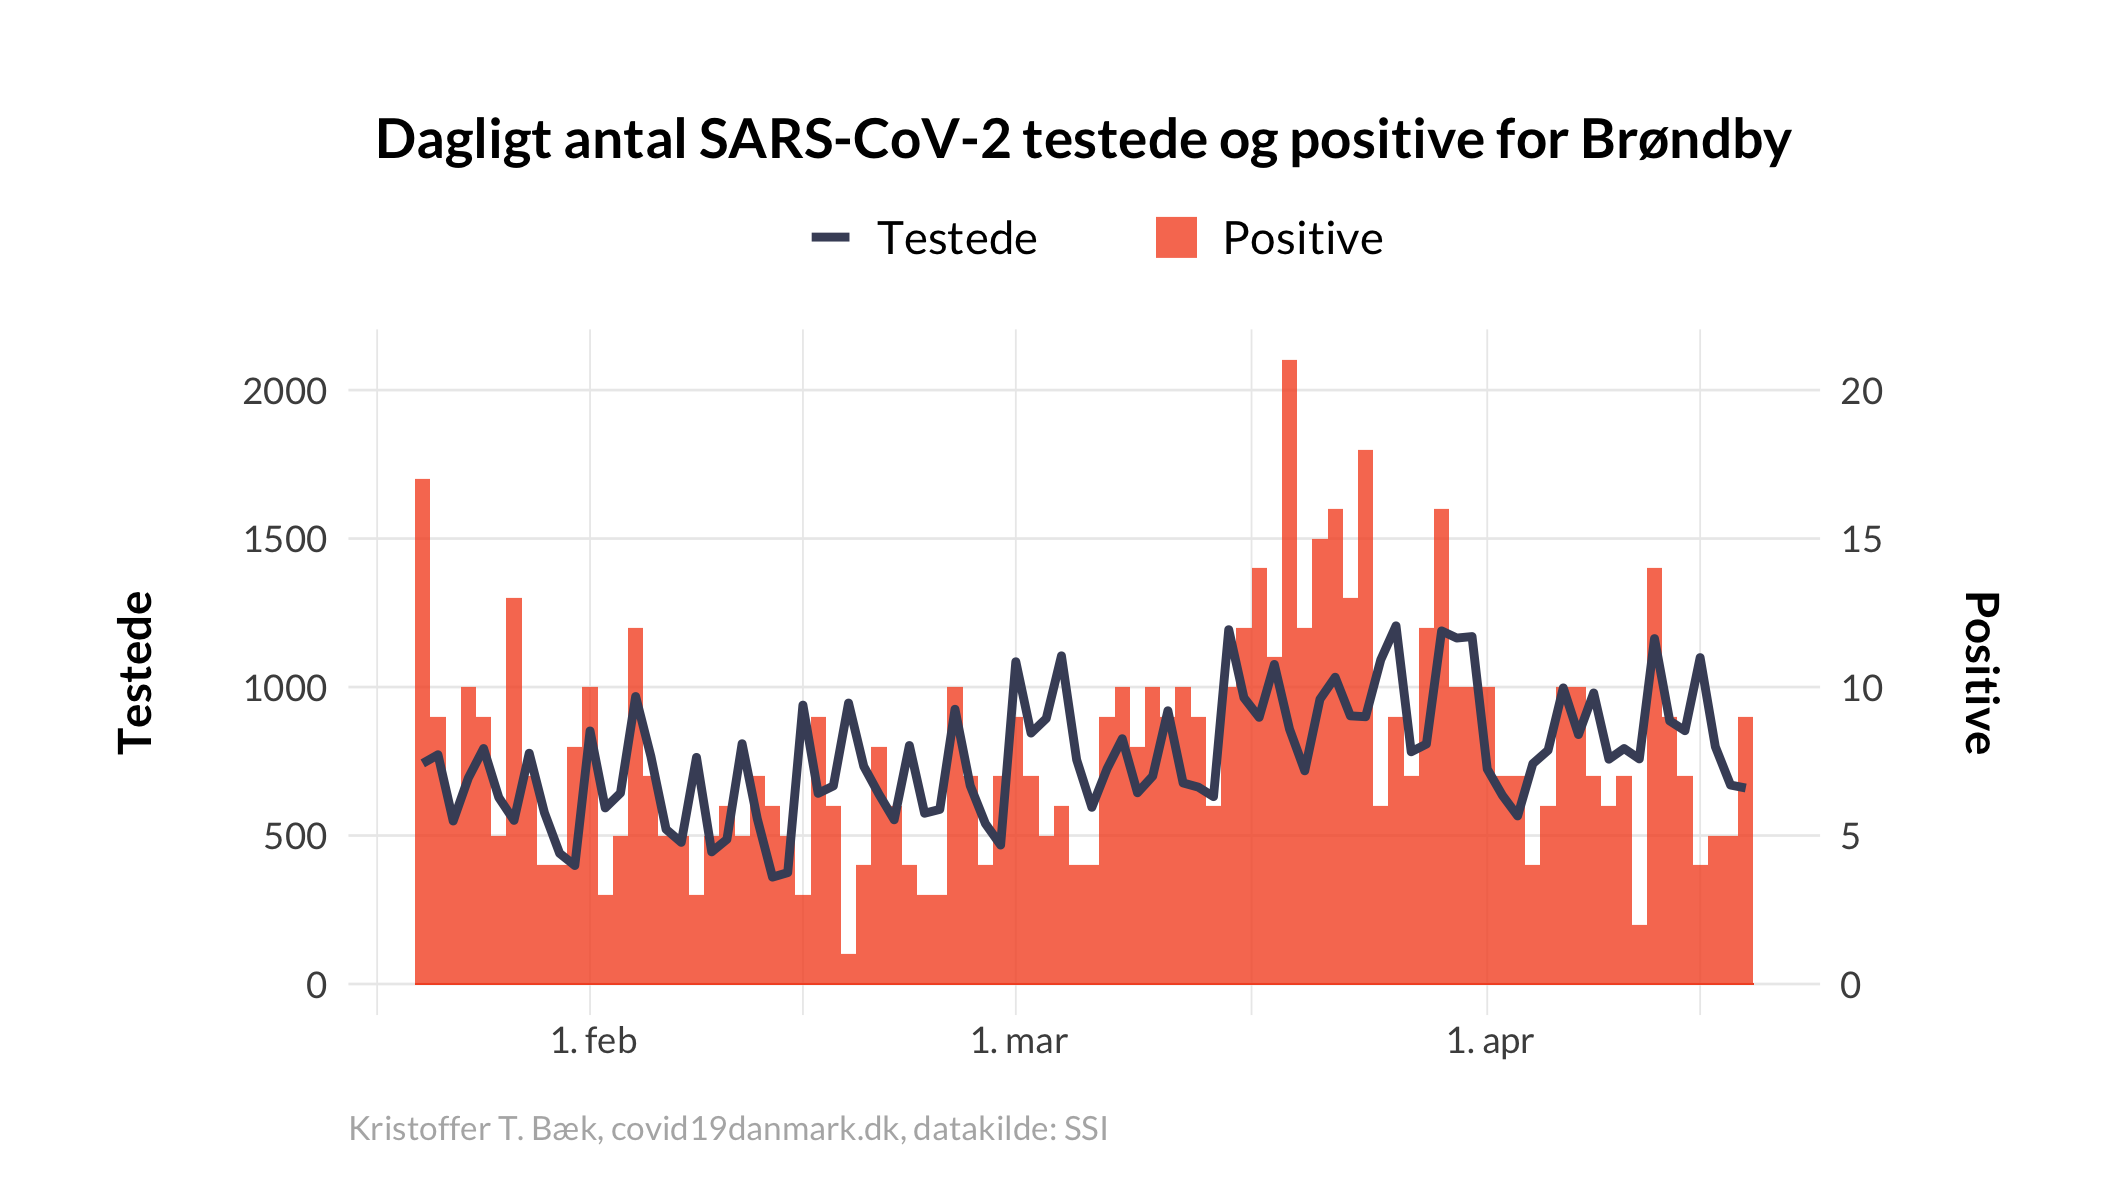 Dagligt antal SARS-CoV-2 testede og positive for Brøndby
Testede
Positive
2000
1500
1000
500
0
20
15
10
5
0
Testede
Positive
1. feb
1. mar
1. apr
Kristoffer T. Bæk, covid19danmark.dk, datakilde: SSI